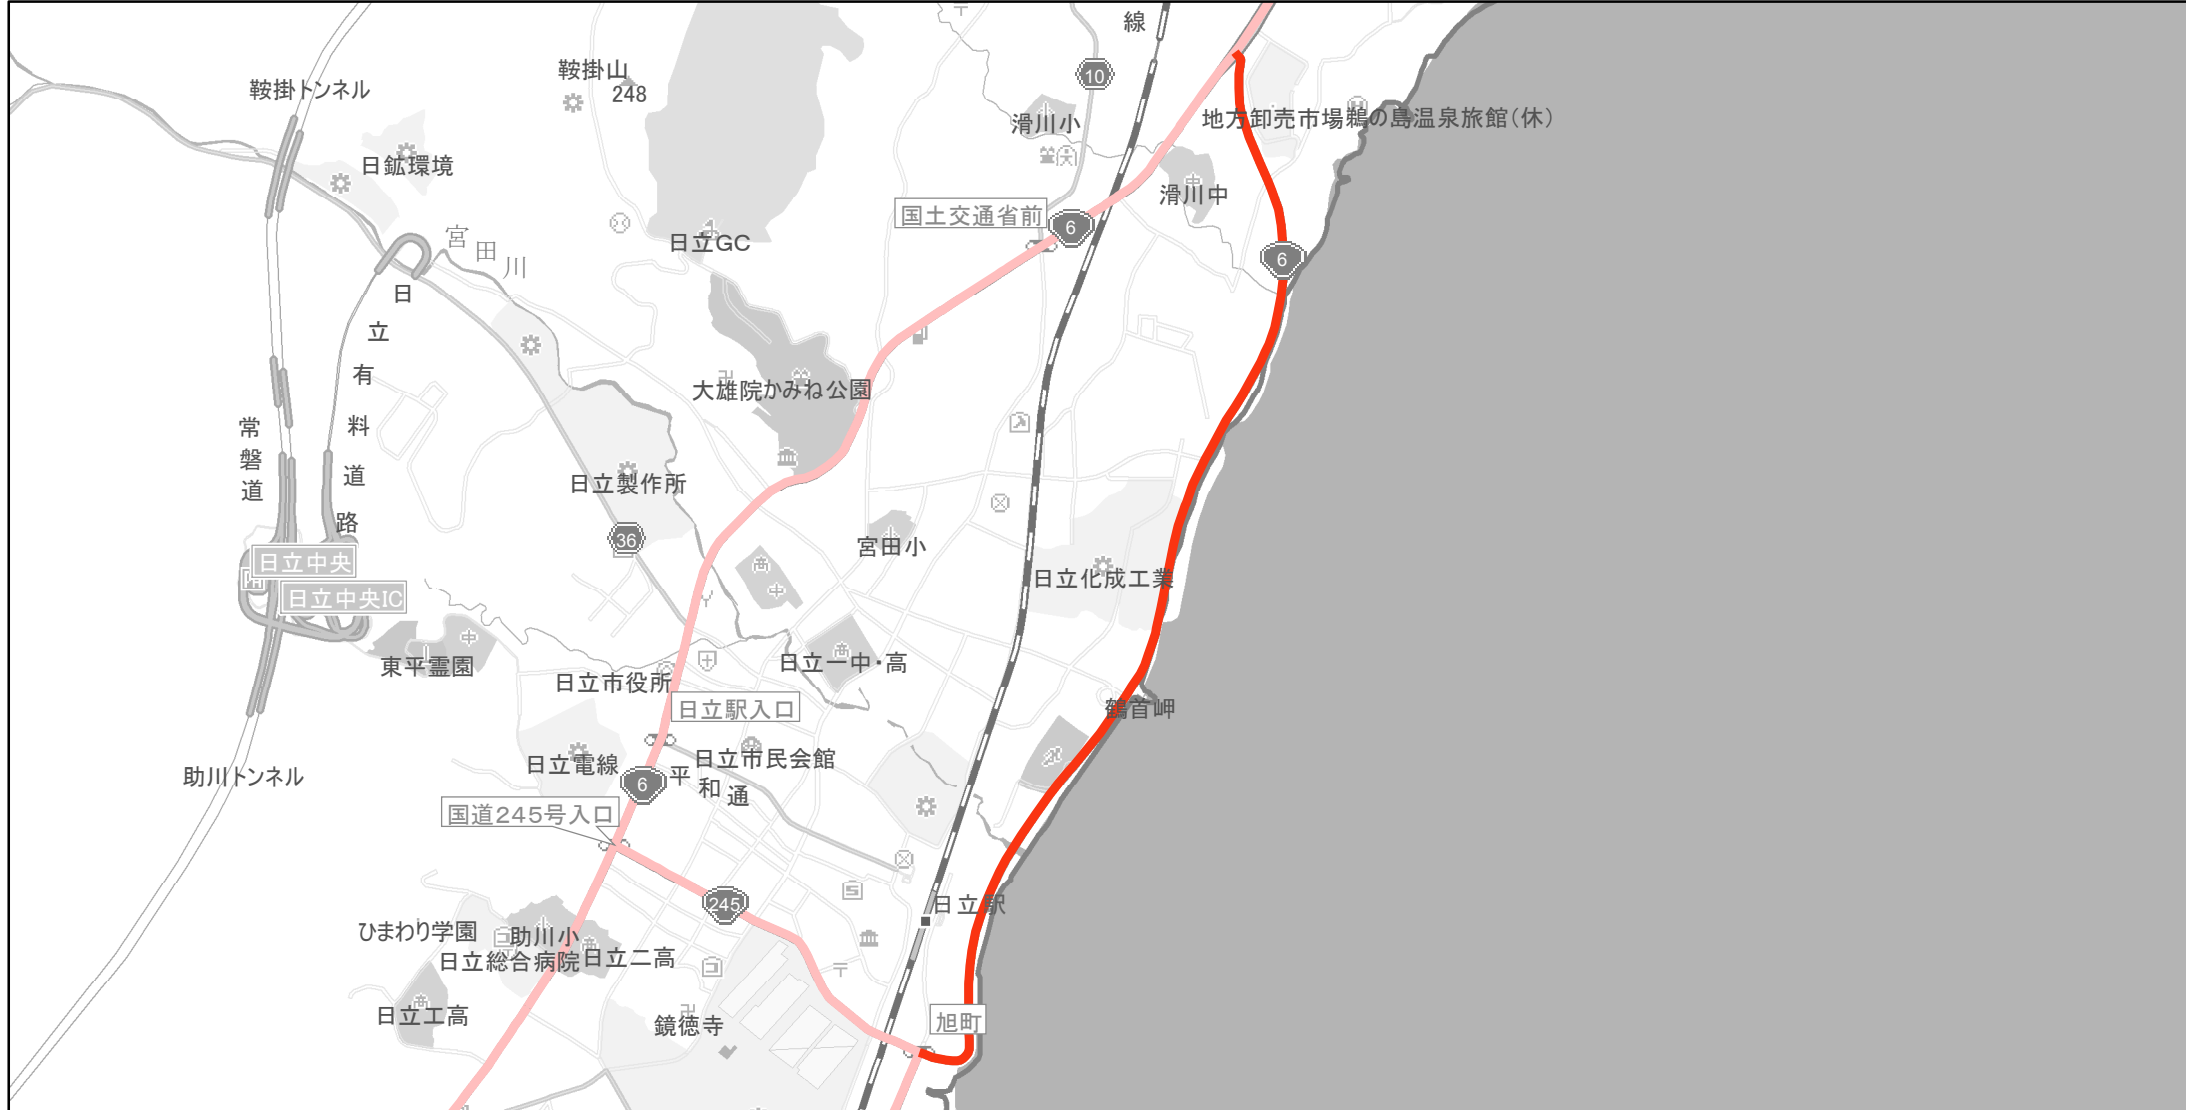 線
鞍掛山
248
10
鞍掛トンネル
滑川小
地方卸売市場鵜の島温泉旅館(休)
日鉱環境
滑川中
国土交通省前
6
宮田川
日立GC
6
日立有料道路
大雄院かみね公園
常磐道
日立製作所
36
宮田小
日立中央
日立化成工業
日立中央IC
東平霊園
日立一中・高
日立市役所
日立駅入口
鶴首岬
日立市民会館
日立電線
平和通
6
助川トンネル
国道245号入口
245
日立駅
ひまわり学園
助川小
日立総合病院
日立二高
日立工高
鏡徳寺
旭町